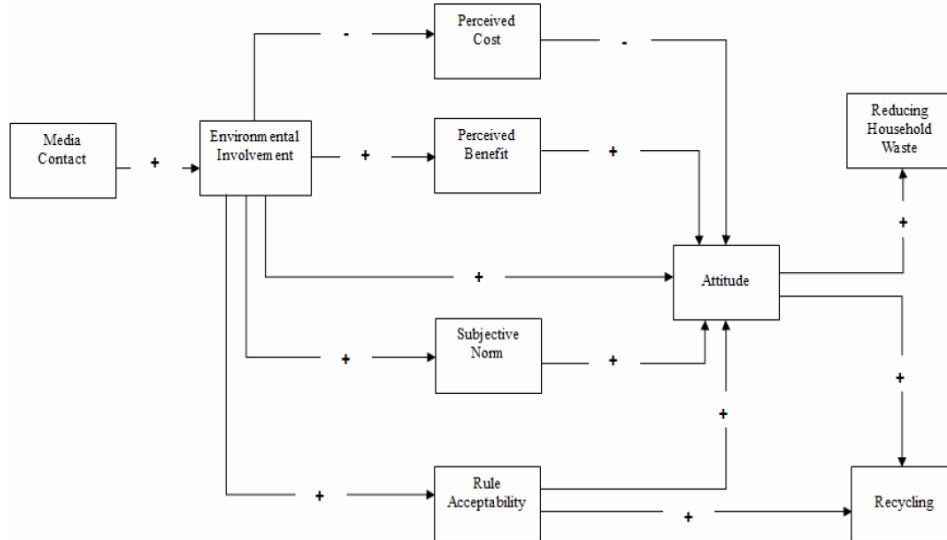 Perceived
Cost
-
-
Media
Contact
+
Environmental
Involvement
+
Perceived
Benefit
+
Reducing
Household
Waste
+
+
Attitude
+
Subjective
Norm
+
+
+
+
Rule
Acceptability
+
Recycling